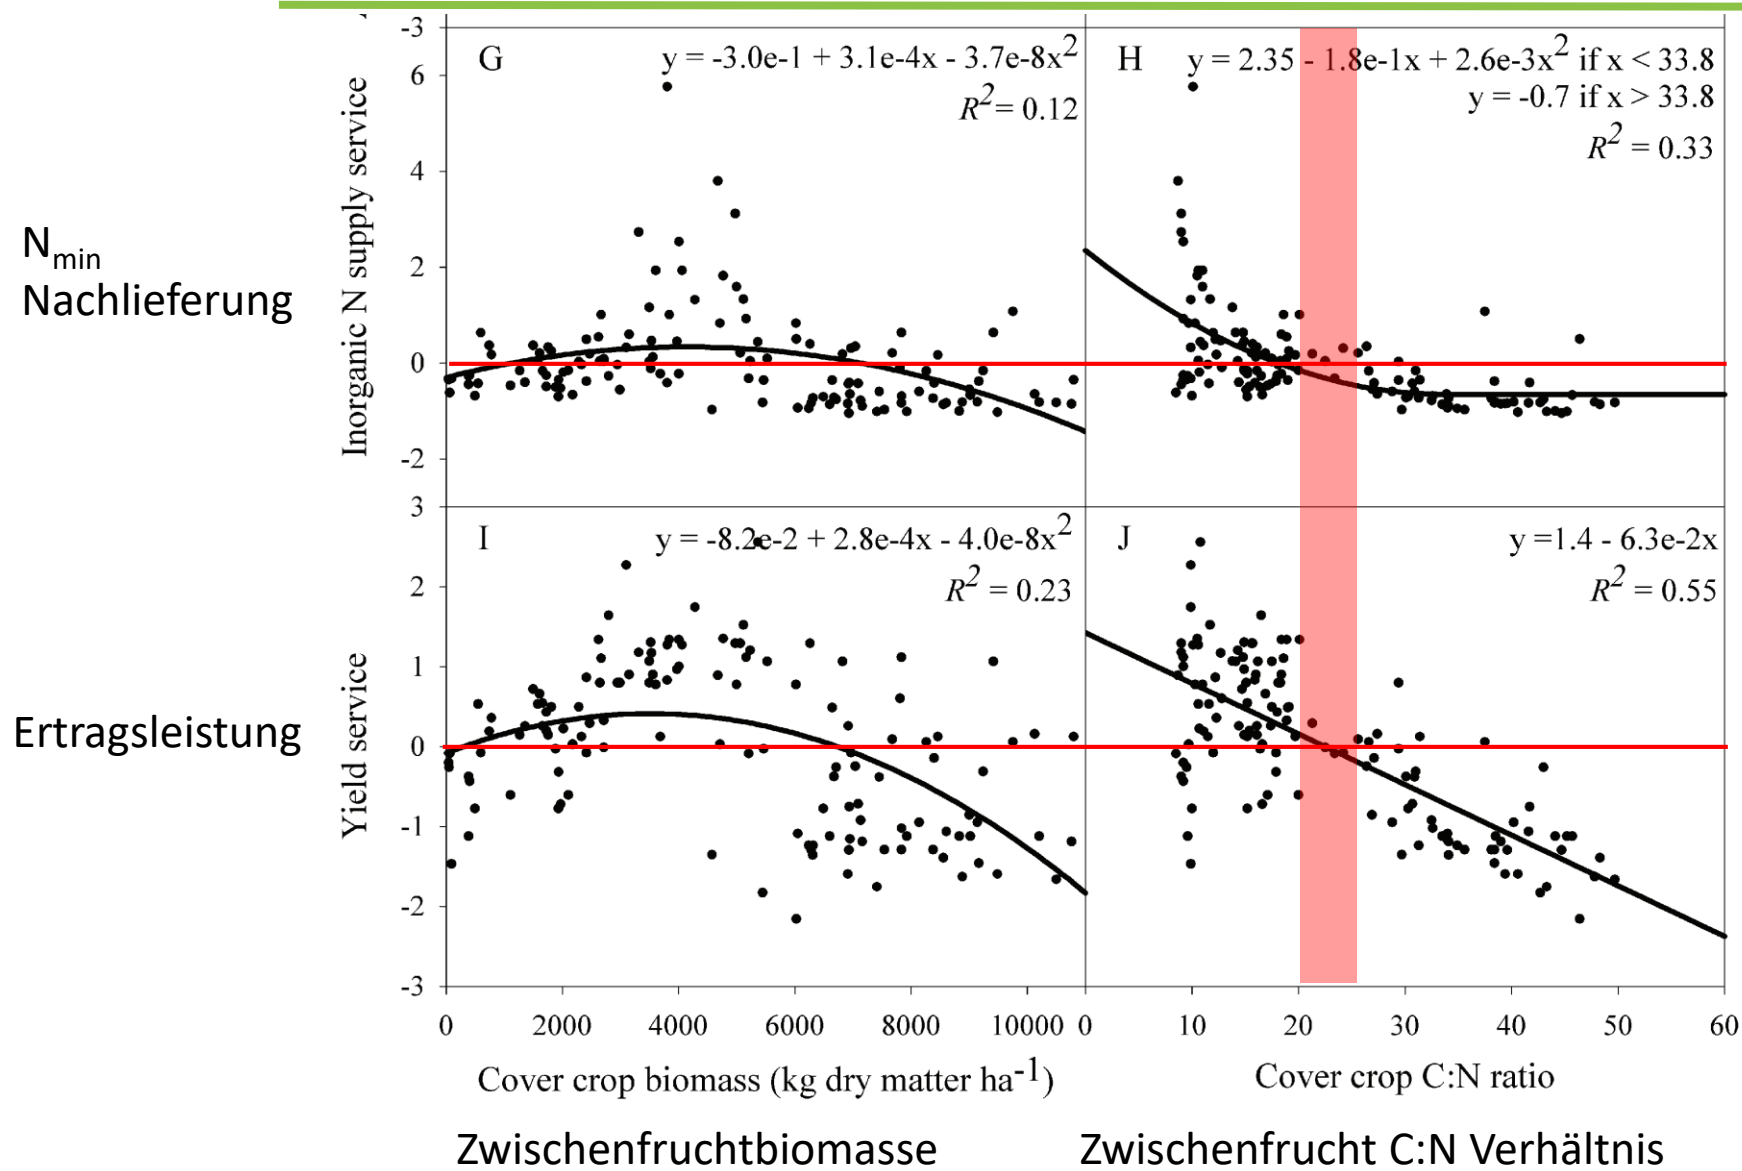 -3
G
y = -3.0e-1 + 3.1e-4x - 3.7e-8x²
R² = 0.12
H
y = 2.35 - 1.8e-1x + 2.6e-3x² if x < 33.8
y = -0.7 if x > 33.8
R² = 0.33
6
4
2
0
-2
Inorganic N supply service
Nmin
Nachlieferung
I
y = -8.2e-2 + 2.8e-4x - 4.0e-8x²
R² = 0.23
J
y =1.4 - 6.3e-2x
R² = 0.55
3
2
1
0
-1
-2
-3
Yield service
Ertragsleistung
0 2000 4000 6000 8000 10000 0 10 20 30 40 50 60
Cover crop biomass (kg dry matter ha⁻¹)
Cover crop C:N ratio
Zwischenfruchtbiomasse
Zwischenfrucht C:N Verhältnis